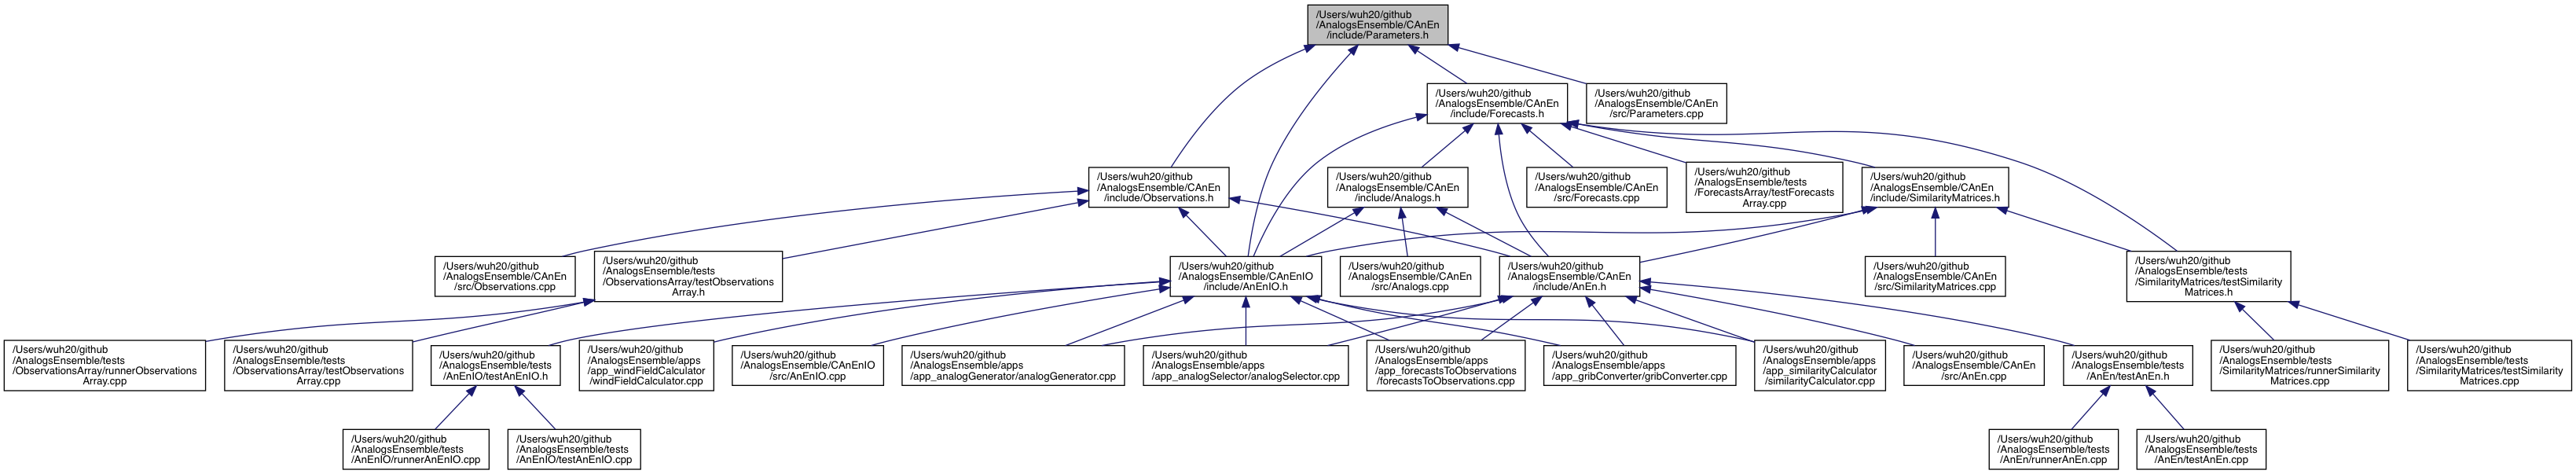 /Users/wuh20/github
/AnalogsEnsemble/CAnEn
/include/Parameters.h
/Users/wuh20/github
/AnalogsEnsemble/CAnEn
/include/Forecasts.h
/Users/wuh20/github
/AnalogsEnsemble/CAnEn
/src/Parameters.cpp
/Users/wuh20/github
/AnalogsEnsemble/CAnEn
/include/Observations.h
/Users/wuh20/github
/AnalogsEnsemble/CAnEn
/include/Analogs.h
/Users/wuh20/github
/AnalogsEnsemble/CAnEn
/src/Forecasts.cpp
/Users/wuh20/github
/AnalogsEnsemble/tests
/ForecastsArray/testForecasts
Array.cpp
/Users/wuh20/github
/AnalogsEnsemble/CAnEn
/include/SimilarityMatrices.h
/Users/wuh20/github
/AnalogsEnsemble/CAnEn
/src/Observations.cpp
/Users/wuh20/github
/AnalogsEnsemble/tests
/ObservationsArray/testObservations
Array.h
/Users/wuh20/github
/AnalogsEnsemble/CAnEnIO
/include/AnEnIO.h
/Users/wuh20/github
/AnalogsEnsemble/CAnEn
/src/Analogs.cpp
/Users/wuh20/github
/AnalogsEnsemble/CAnEn
/include/AnEn.h
/Users/wuh20/github
/AnalogsEnsemble/CAnEn
/src/SimilarityMatrices.cpp
/Users/wuh20/github
/AnalogsEnsemble/tests
/SimilarityMatrices/testSimilarity
Matrices.h
/Users/wuh20/github
/AnalogsEnsemble/tests
/ObservationsArray/runnerObservations
Array.cpp
/Users/wuh20/github
/AnalogsEnsemble/tests
/ObservationsArray/testObservations
Array.cpp
/Users/wuh20/github
/AnalogsEnsemble/tests
/AnEnIO/testAnEnIO.h
/Users/wuh20/github
/AnalogsEnsemble/apps
/app_windFieldCalculator
/windFieldCalculator.cpp
/Users/wuh20/github
/AnalogsEnsemble/CAnEnIO
/src/AnEnIO.cpp
/Users/wuh20/github
/AnalogsEnsemble/apps
/app_analogGenerator/analogGenerator.cpp
/Users/wuh20/github
/AnalogsEnsemble/apps
/app_analogSelector/analogSelector.cpp
/Users/wuh20/github
/AnalogsEnsemble/apps
/app_forecastsToObservations
/forecastsToObservations.cpp
/Users/wuh20/github
/AnalogsEnsemble/apps
/app_gribConverter/gribConverter.cpp
/Users/wuh20/github
/AnalogsEnsemble/apps
/app_similarityCalculator
/similarityCalculator.cpp
/Users/wuh20/github
/AnalogsEnsemble/CAnEn
/src/AnEn.cpp
/Users/wuh20/github
/AnalogsEnsemble/tests
/AnEn/testAnEn.h
/Users/wuh20/github
/AnalogsEnsemble/tests
/SimilarityMatrices/runnerSimilarity
Matrices.cpp
/Users/wuh20/github
/AnalogsEnsemble/tests
/SimilarityMatrices/testSimilarity
Matrices.cpp
/Users/wuh20/github
/AnalogsEnsemble/tests
/AnEnIO/runnerAnEnIO.cpp
/Users/wuh20/github
/AnalogsEnsemble/tests
/AnEnIO/testAnEnIO.cpp
/Users/wuh20/github
/AnalogsEnsemble/tests
/AnEn/runnerAnEn.cpp
/Users/wuh20/github
/AnalogsEnsemble/tests
/AnEn/testAnEn.cpp